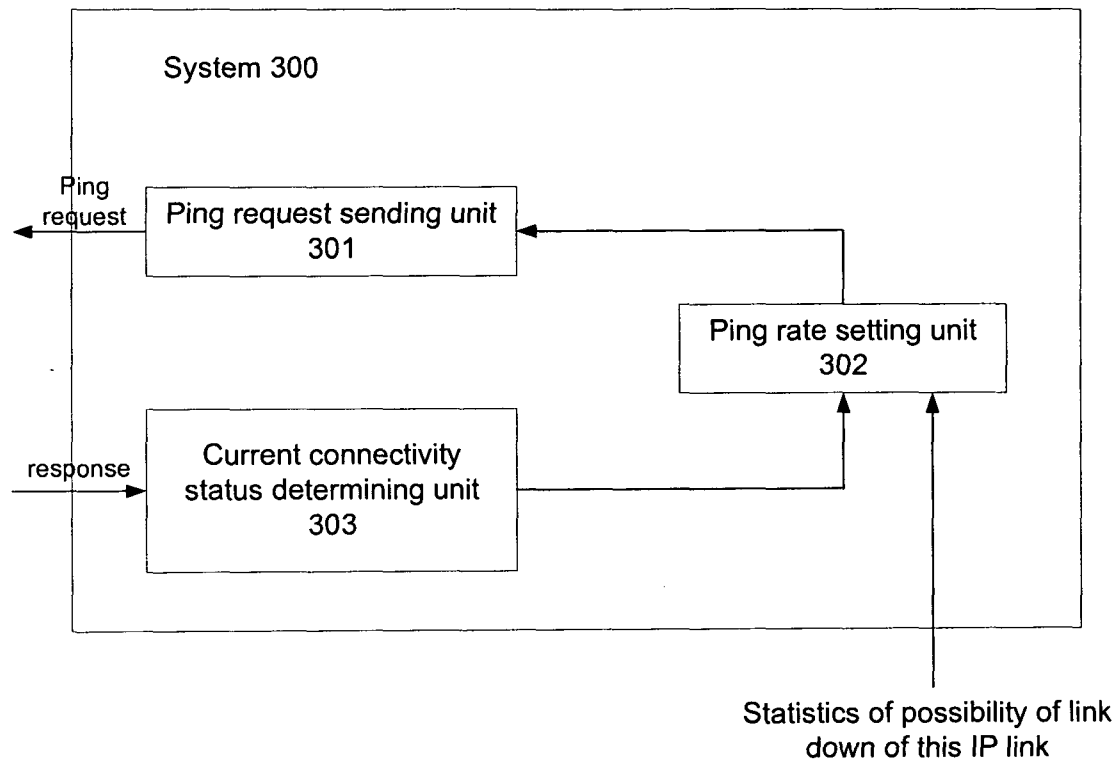 System 300
Ping
request
Ping request sending unit
301
Ping rate setting unit
302
response
Current connectivity
status determining unit
303
Statistics of possibility of link
down of this IP link